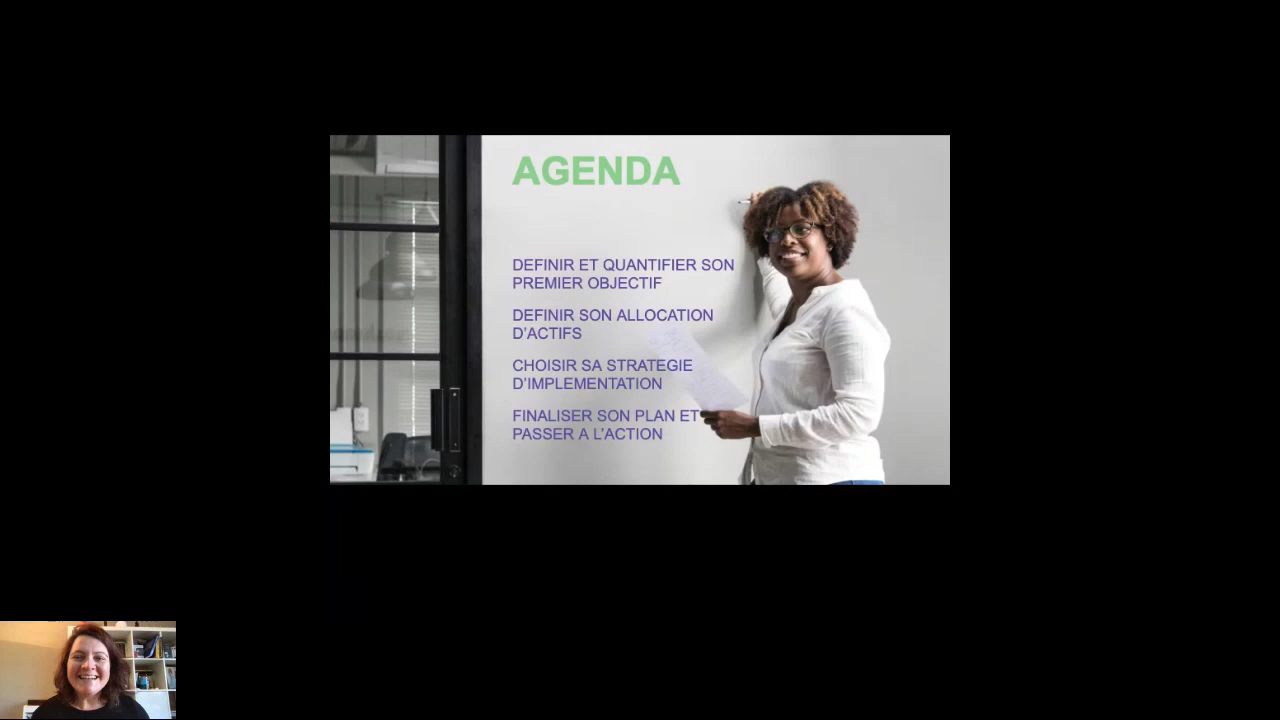 AGENDA
DEFINIR ET QUANTIFIER SON
PREMIER OBJECTIF
DEFINIR SON ALLOCATION
D'ACTIFS
CHOISIR SA STRATEGIE
D'IMPLEMENTATION
FINALISER SON PLAN ET
PASSER A L'ACTION